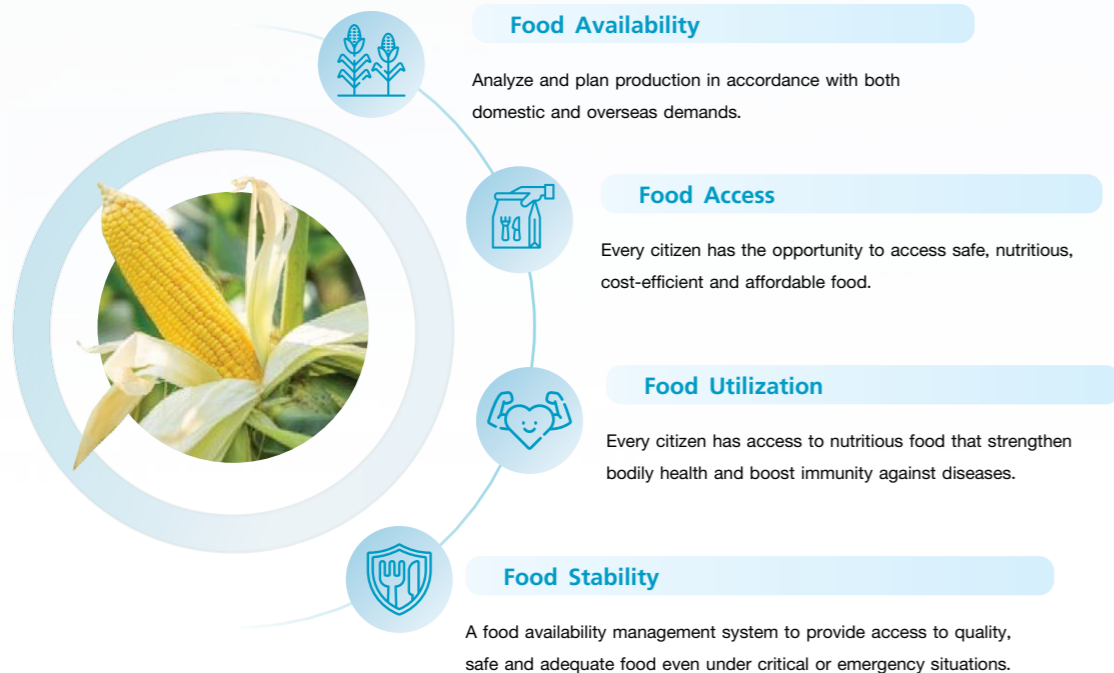 Food Availability
Analyze and plan production in accordance with both
domestic and overseas demands.
Food Access
Every citizen has the opportunity to access safe, nutritious,
cost-efficient and affordable food.
Food Utilization
Every citizen has access to nutritious food that strengthen
bodily health and boost immunity against diseases.
Food Stability
A food availability management system to provide access to quality,
safe and adequate food even under critical or emergency situations.